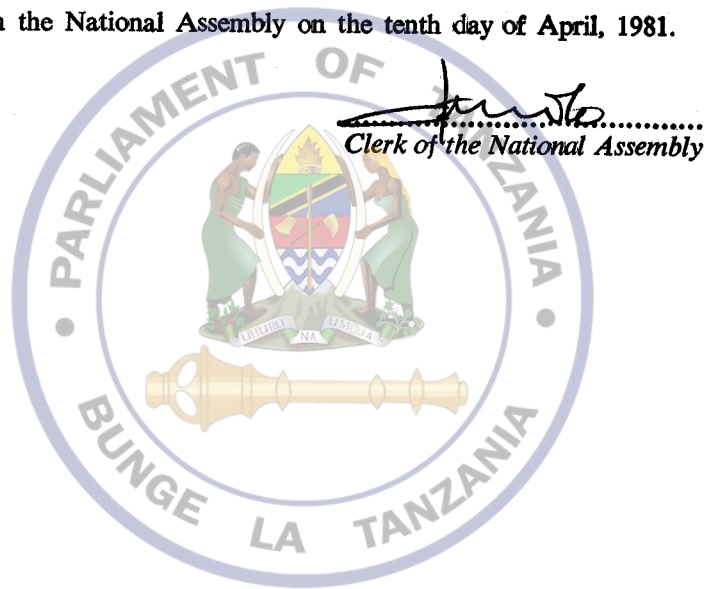 the National Assembly on the tenth day of April, 1981.
Clerk of the National Assembly
PARLIAMENT OF TANZANIA
UHURU NA UMOJA
BUNGE LA TANZANIA